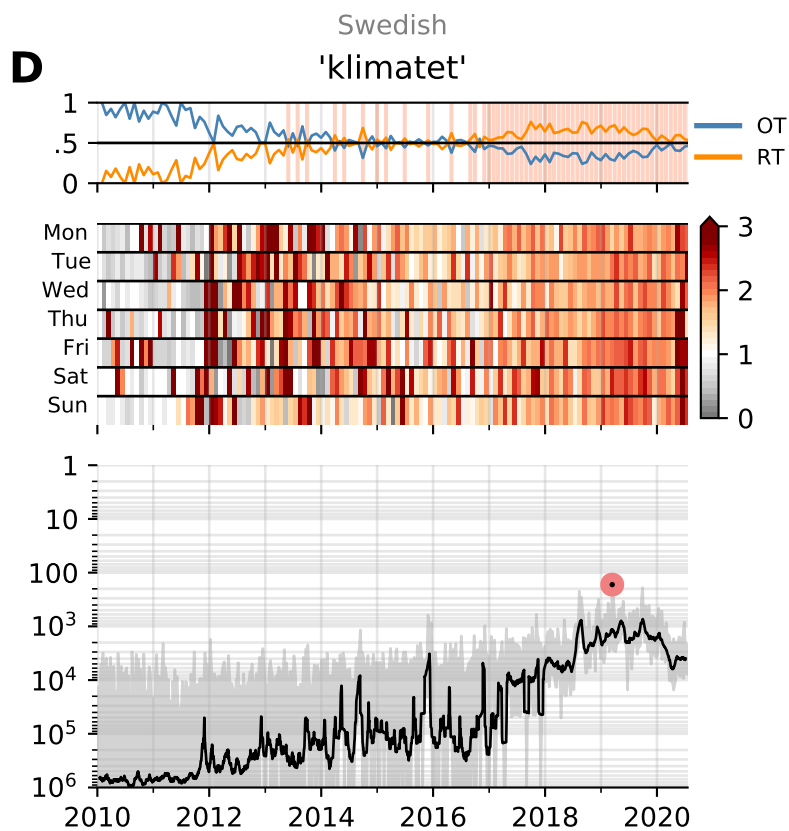 Swedish
D
'klimatet'
1
.5
0
OT
RT
Mon
Tue
Wed
Thu
Fri
Sat
Sun
3
2
1
0
1
10
100
10³
10⁴
10⁵
10⁶
2010 2012 2014 2016 2018 2020